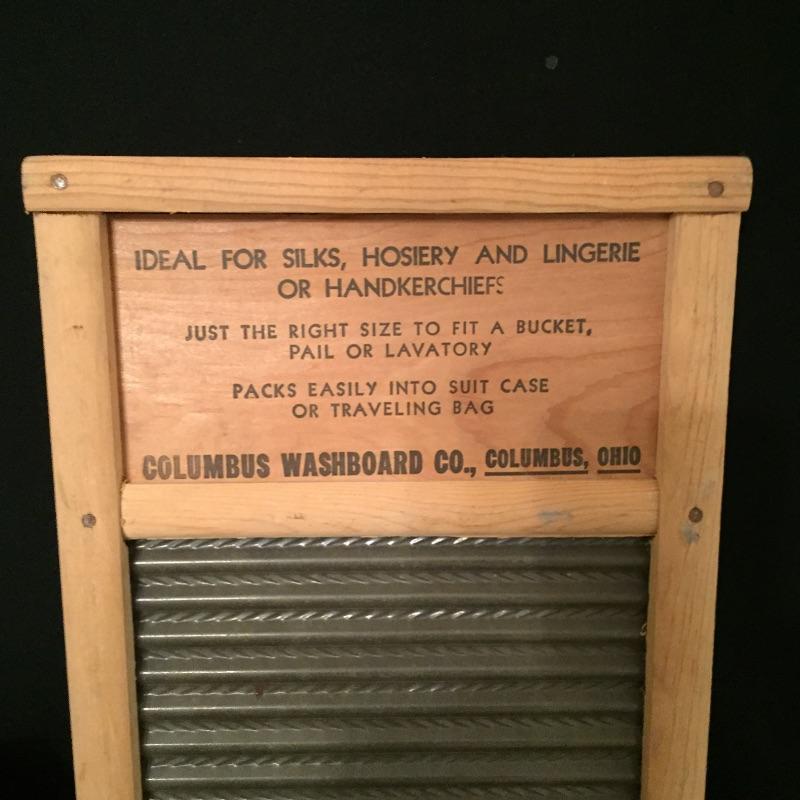 IDEAL FOR SILKS, HOSIERY AND LINGERIE
OR HANDKERCHIEFS
JUST THE RIGHT SIZE TO FIT A BUCKET,
PAIL OR LAVATORY
PACKS EASILY INTO SUIT CASE
OR TRAVELING BAG
COLUMBUS WASHBOARD CO., COLUMBUS, OHIO